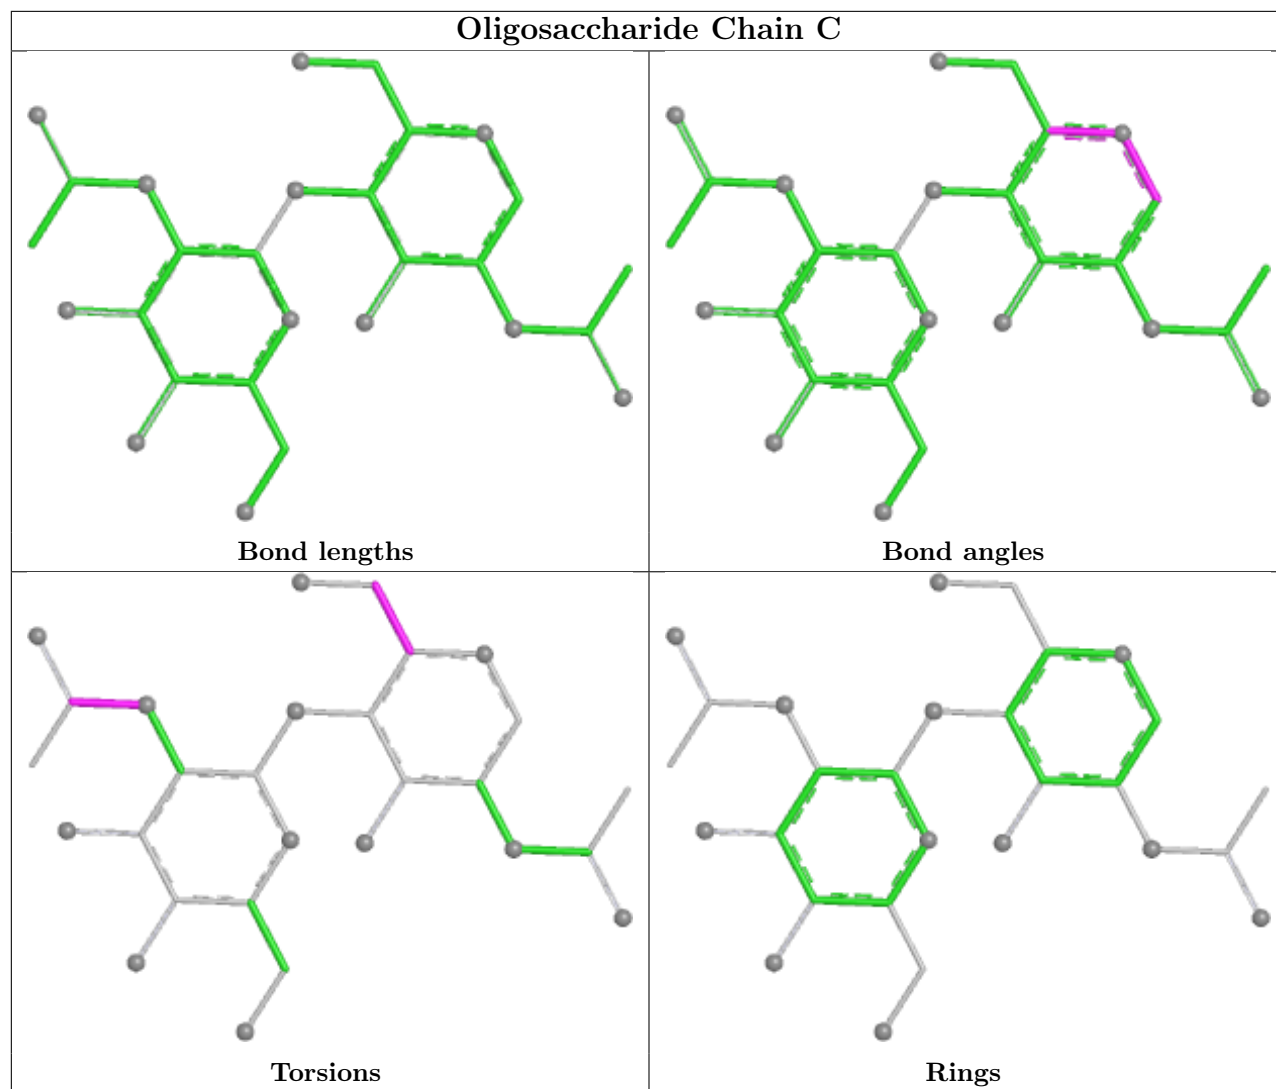 Oligosaccharide Chain C
Bond lengths
Bond angles
Torsions
Rings